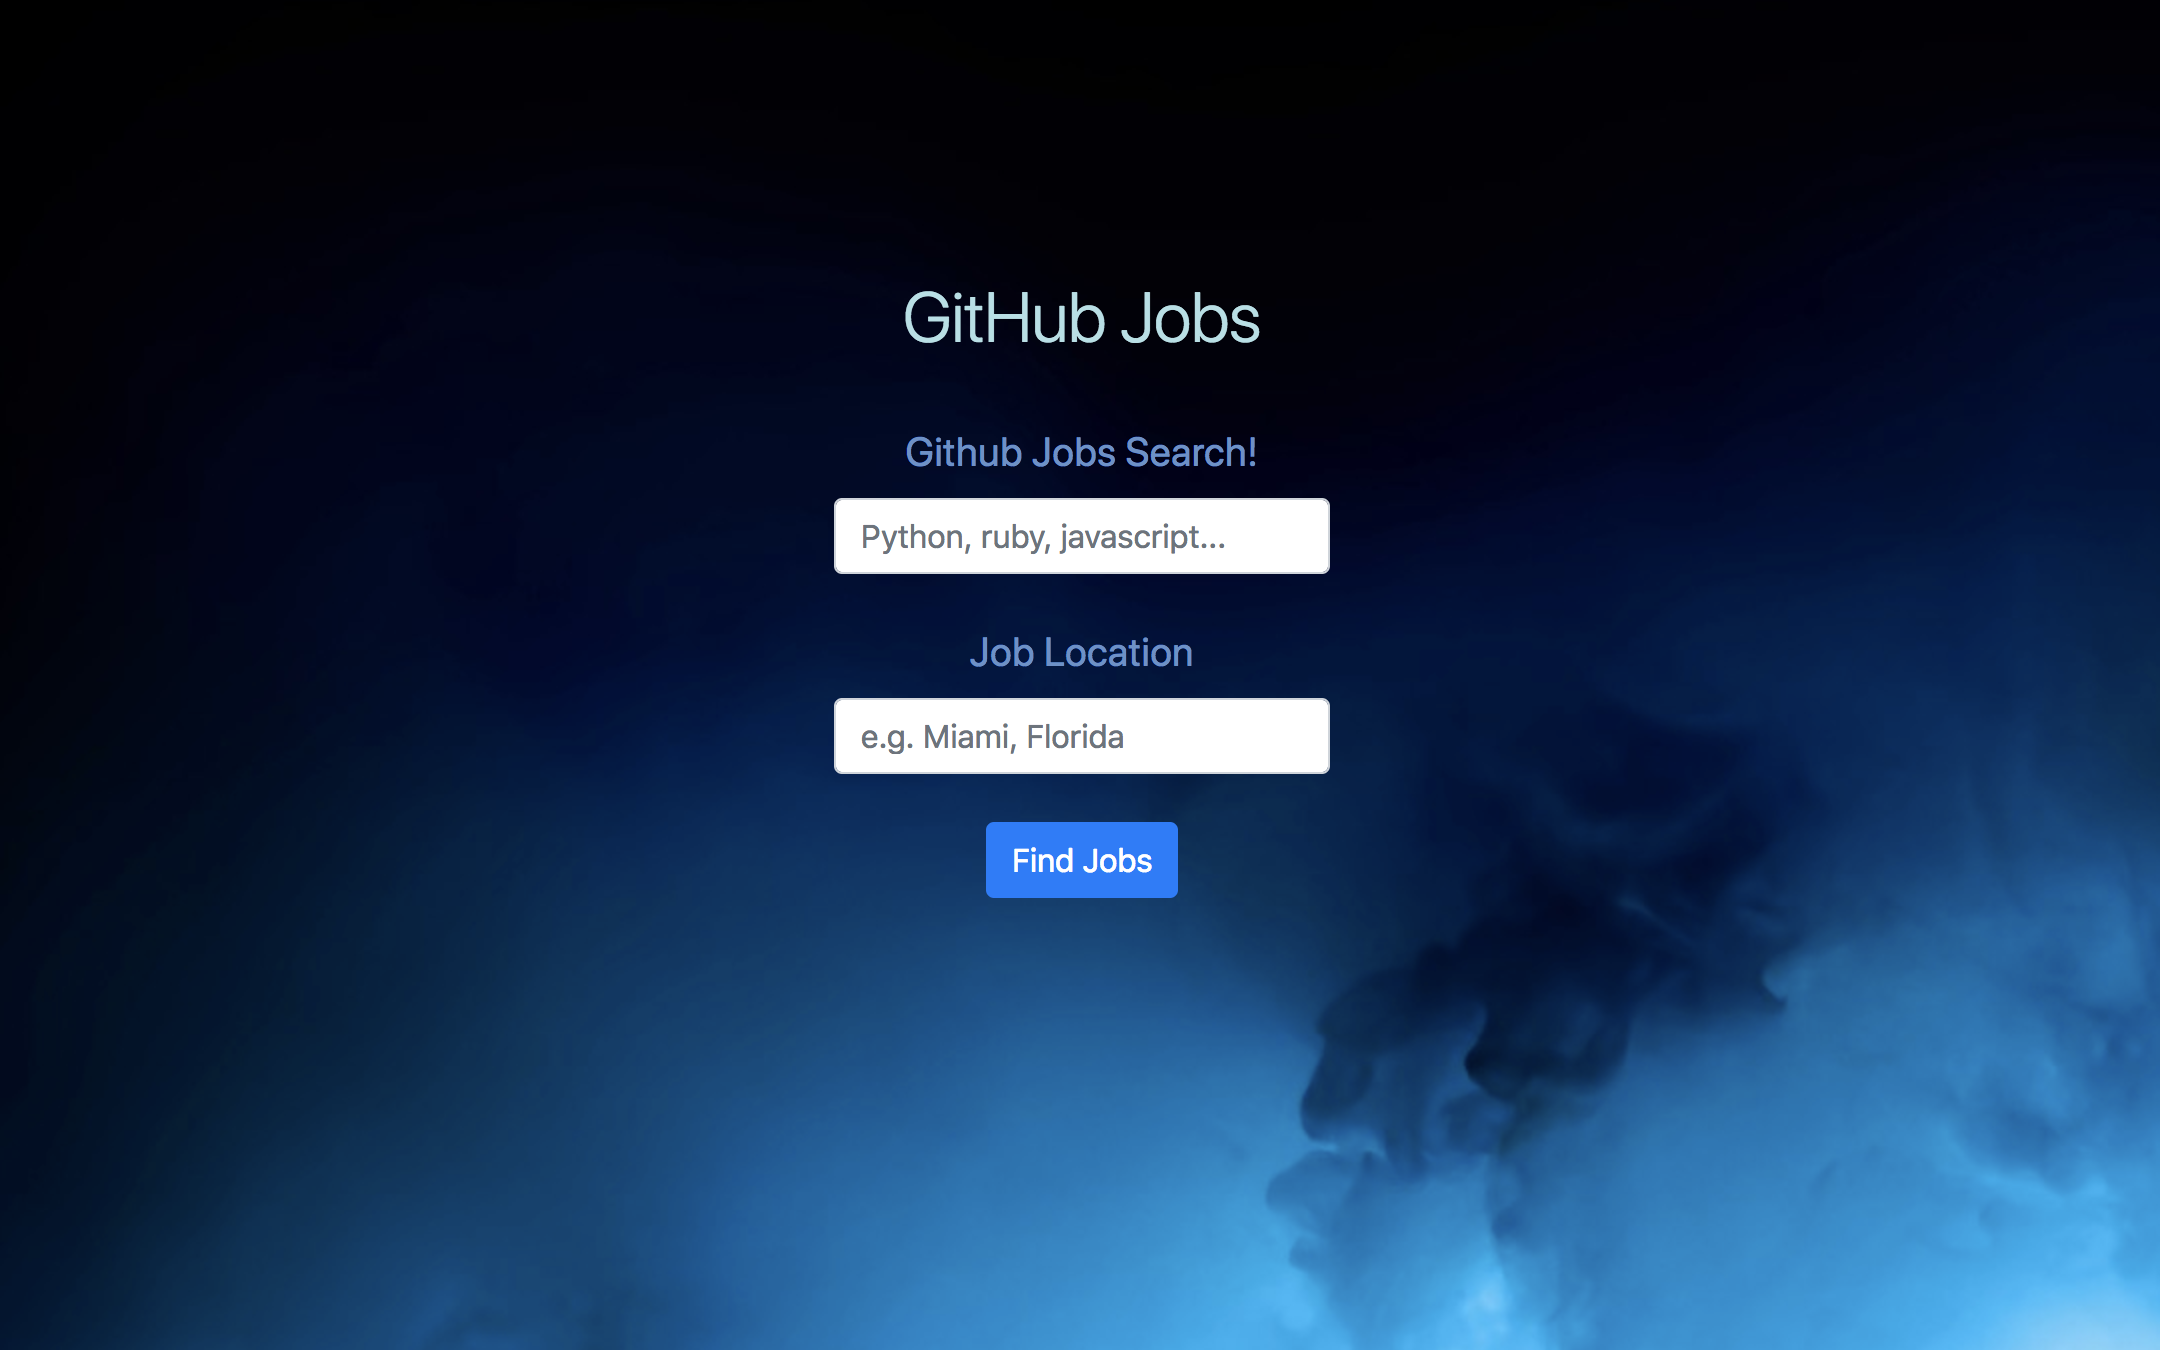 GitHub Jobs
Github Jobs Search!
Python, ruby, javascript...
Job Location
e.g. Miami, Florida
Find Jobs